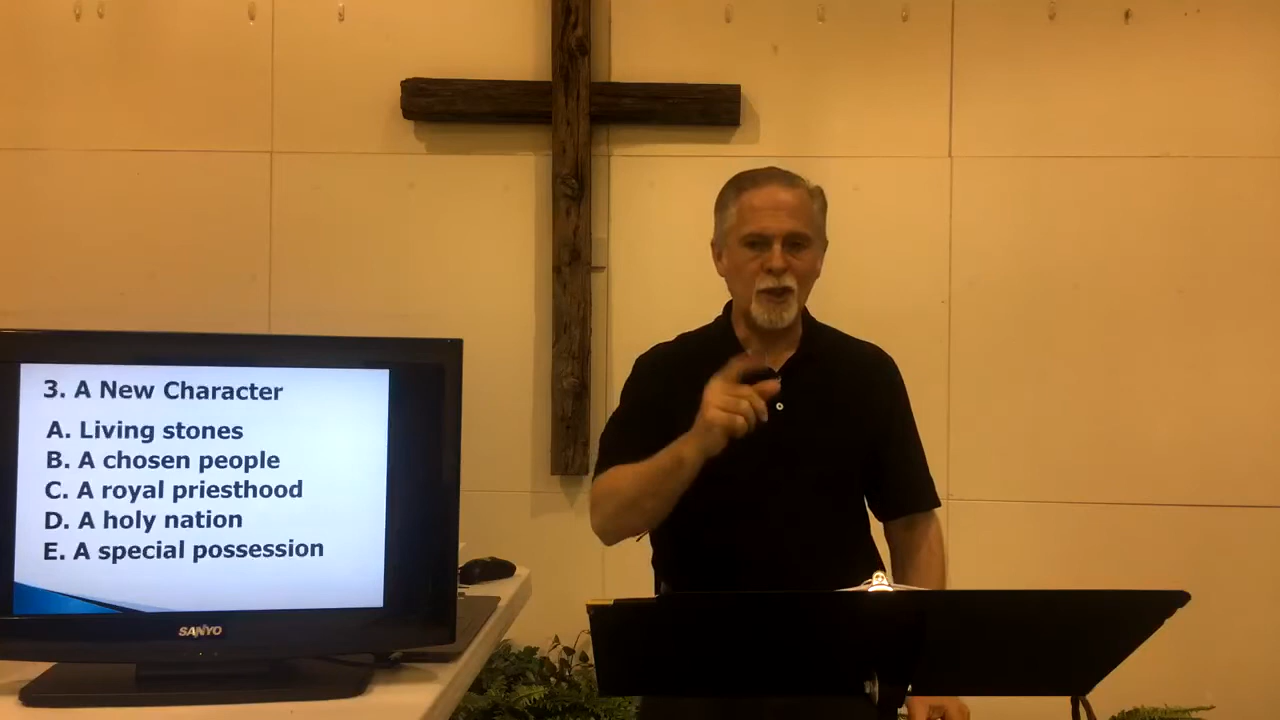 3. A New Character
A. Living stones
B. A chosen people
C. A royal priesthood
D. A holy nation
E. A special possession
SANYO